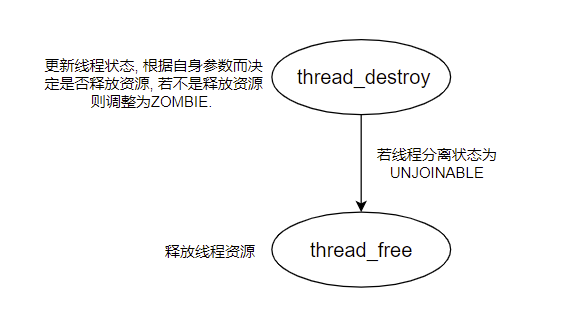 更新线程状态, 根据自身参数而决
定是否释放资源, 若不是释放资源
则调整为ZOMBIE.
thread_destroy
若线程分离状态为
UNJOINABLE
释放线程资源
thread_free